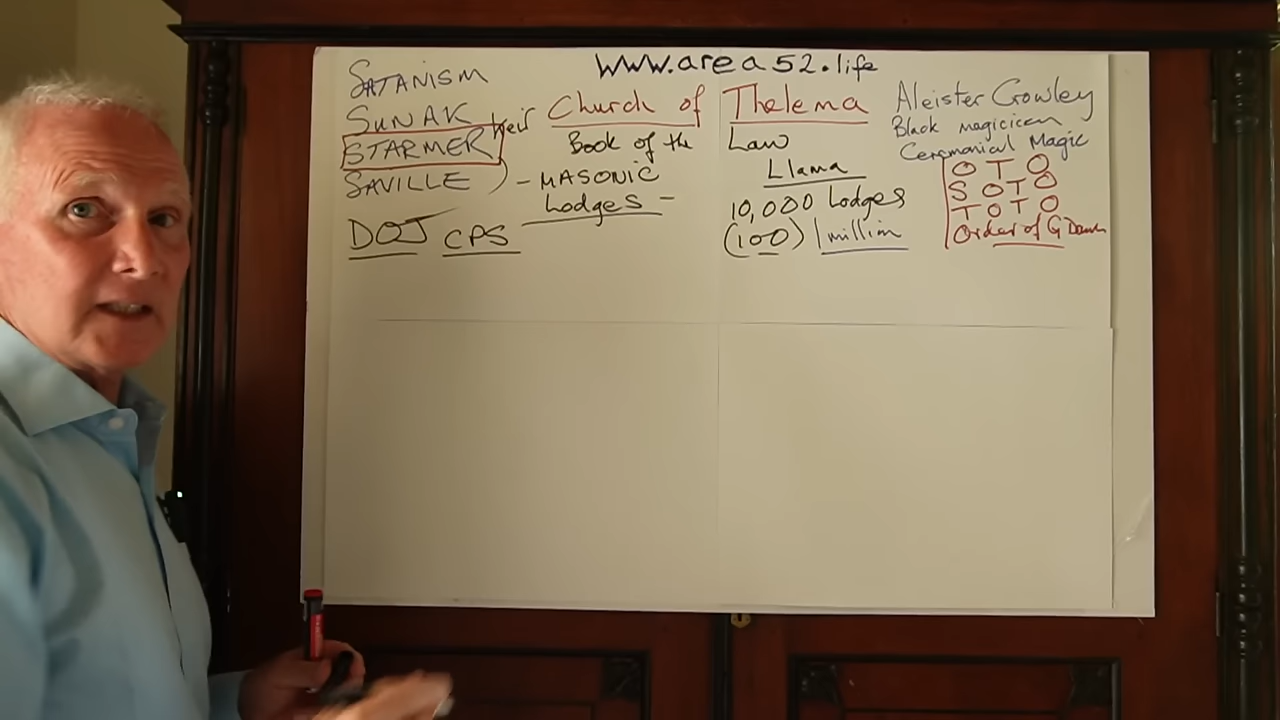 www.area52.life
SATANISM
SUNAK
STARMER
SAVILLE
DOJ CPS
their Church of Thelema
Book of the Law
- MASONIC Llama
Lodges - 10,000 Lodges
(100) 1 million
Aleister Crowley
Black magicican
Ceremonial Magic
O T O
S O T O
T O T O
Order of G Dawn